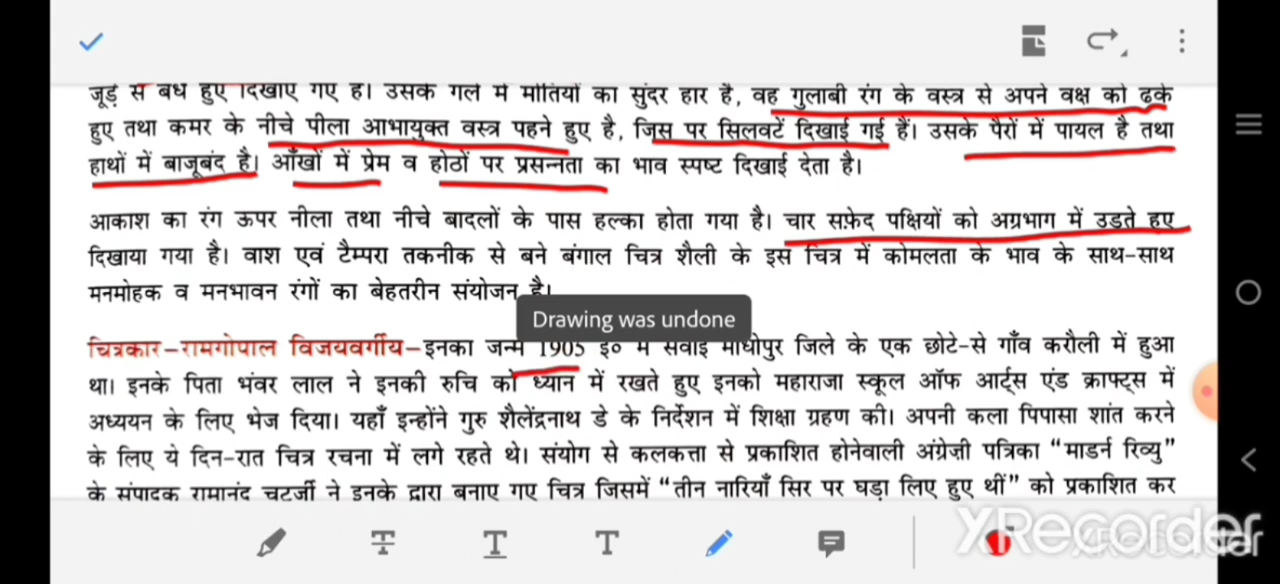 जूड़े से बंधे हुए दिखाए गए हैं। उसके गले में मोतियों का सुंदर हार है, वह गुलाबी रंग के वस्त्र से अपने वक्ष को ढके
हुए तथा कमर के नीचे पीला आभायुक्त वस्त्र पहने हुए है, जिस पर सिलवटें दिखाई गई हैं। उसके पैरों में पायल है तथा
हाथों में बाजूबंद है। आँखों में प्रेम व होठों पर प्रसन्नता का भाव स्पष्ट दिखाई देता है।
आकाश का रंग ऊपर नीला तथा नीचे बादलों के पास हल्का होता गया है। चार सफ़ेद पक्षियों को अग्रभाग में उड़ते हुए
दिखाया गया है। वाश एवं टैम्परा तकनीक से बने बंगाल चित्र शैली के इस चित्र में कोमलता के भाव के साथ-साथ
मनमोहक व मनभावन रंगों का बेहतरीन संयोजन है।
Drawing was undone
चित्रकार-रामगोपाल विजयवर्गीय-इनका जन्म 1905 ई० में सवाई माधोपुर जिले के एक छोटे-से गाँव करौली में हुआ
था। इनके पिता भंवर लाल ने इनकी रुचि को ध्यान में रखते हुए इनको महाराजा स्कूल ऑफ आर्ट्स एंड क्राफ्ट्स में
अध्ययन के लिए भेज दिया। यहाँ इन्होंने गुरु शैलेंद्रनाथ डे के निर्देशन में शिक्षा ग्रहण की। अपनी कला पिपासा शांत करने
के लिए ये दिन-रात चित्र रचना में लगे रहते थे। संयोग से कलकत्ता से प्रकाशित होनेवाली अंग्रेज़ी पत्रिका "माडर्न रिव्यु"
के संपादक रामानंद चटर्जी ने इनके द्वारा बनाए गए चित्र जिसमें "तीन नारियाँ सिर पर घड़ा लिए हुए थीं" को प्रकाशित कर
T T T
XRecorder